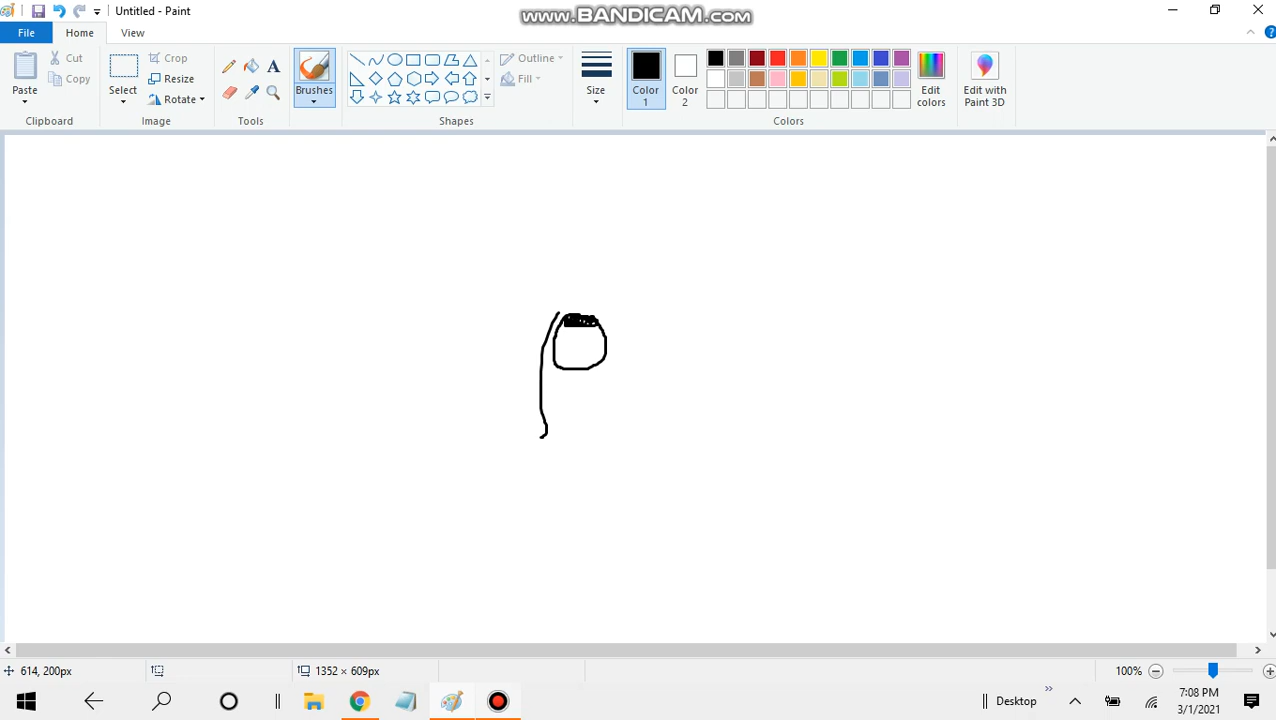 www.BANDICAM.com
Untitled - Paint
File Home View
Paste
Cut
Copy
Clipboard
Select
Crop
Resize
Rotate
Image
Tools
Brushes
Shapes
Outline
Fill
Size
Color 1
Color 2
Edit colors
Colors
Edit with Paint 3D
614, 200px
1352 × 609px
100%
Desktop
7:08 PM
3/1/2021